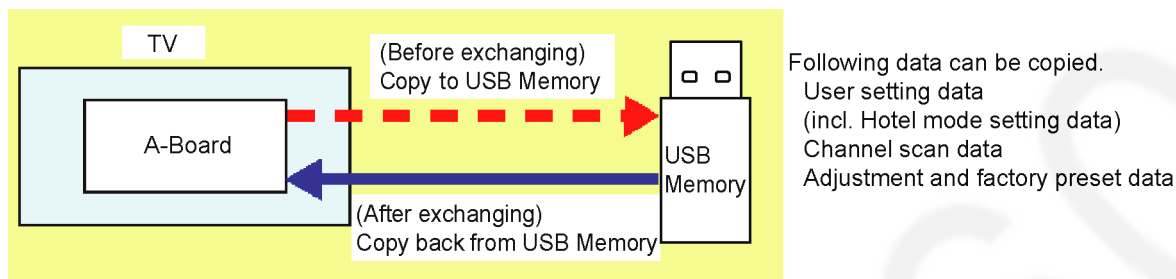 TV
A-Board
(Before exchanging)
Copy to USB Memory
(After exchanging)
Copy back from USB Memory
USB
Memory
Following data can be copied.
User setting data
(incl. Hotel mode setting data)
Channel scan data
Adjustment and factory preset data